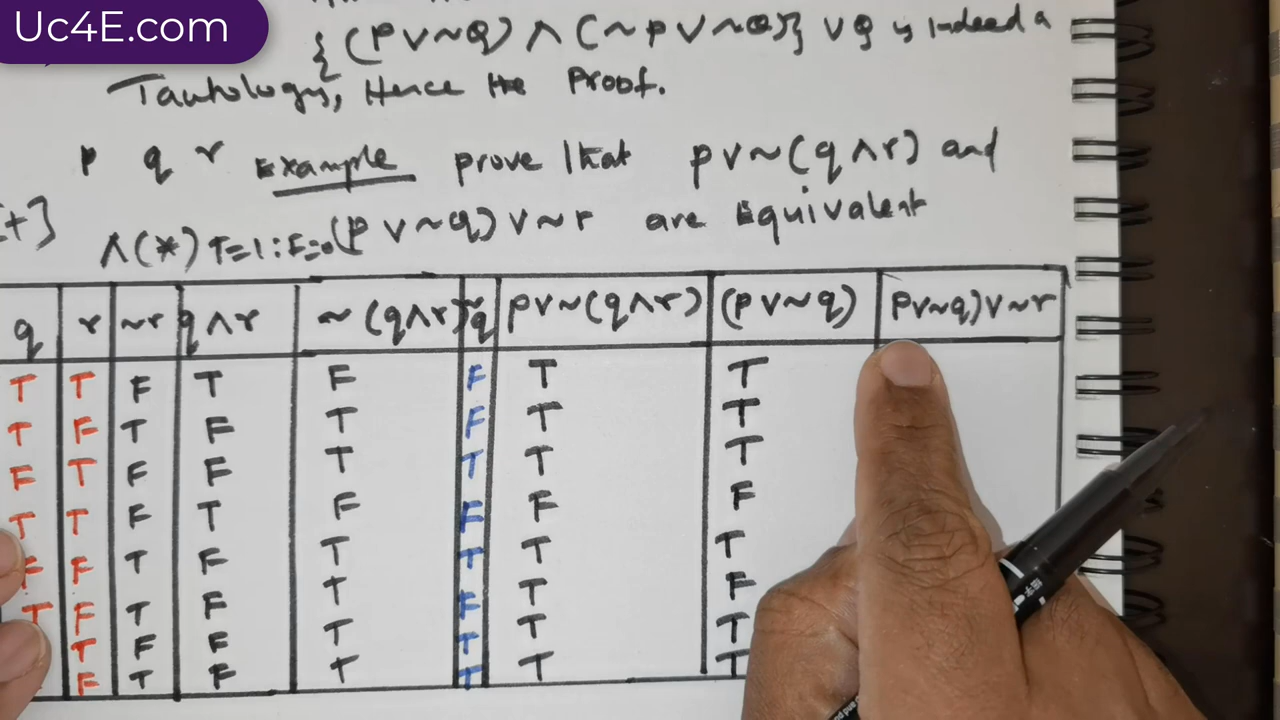 Uc4E.com
{(p∨~q) ∧ (~p∨~q)} ∨q is Indeed a
Tautology, Hence the Proof.
p q r Example prove that p∨~(q∧r) and
[+] ∧(*) T=1:F=0 (p∨~q)∨~r are Equivalent
q r ~r q∧r ~(q∧r) ~q p∨~(q∧r) (p∨~q) p∨~q)∨~r
T T F T F F T T
T F T F T F T T
F T F F T T T T
T T F T F F F F
F F T F T T T T
T F T F T F T F
T F F T T T T
F T F T T T T